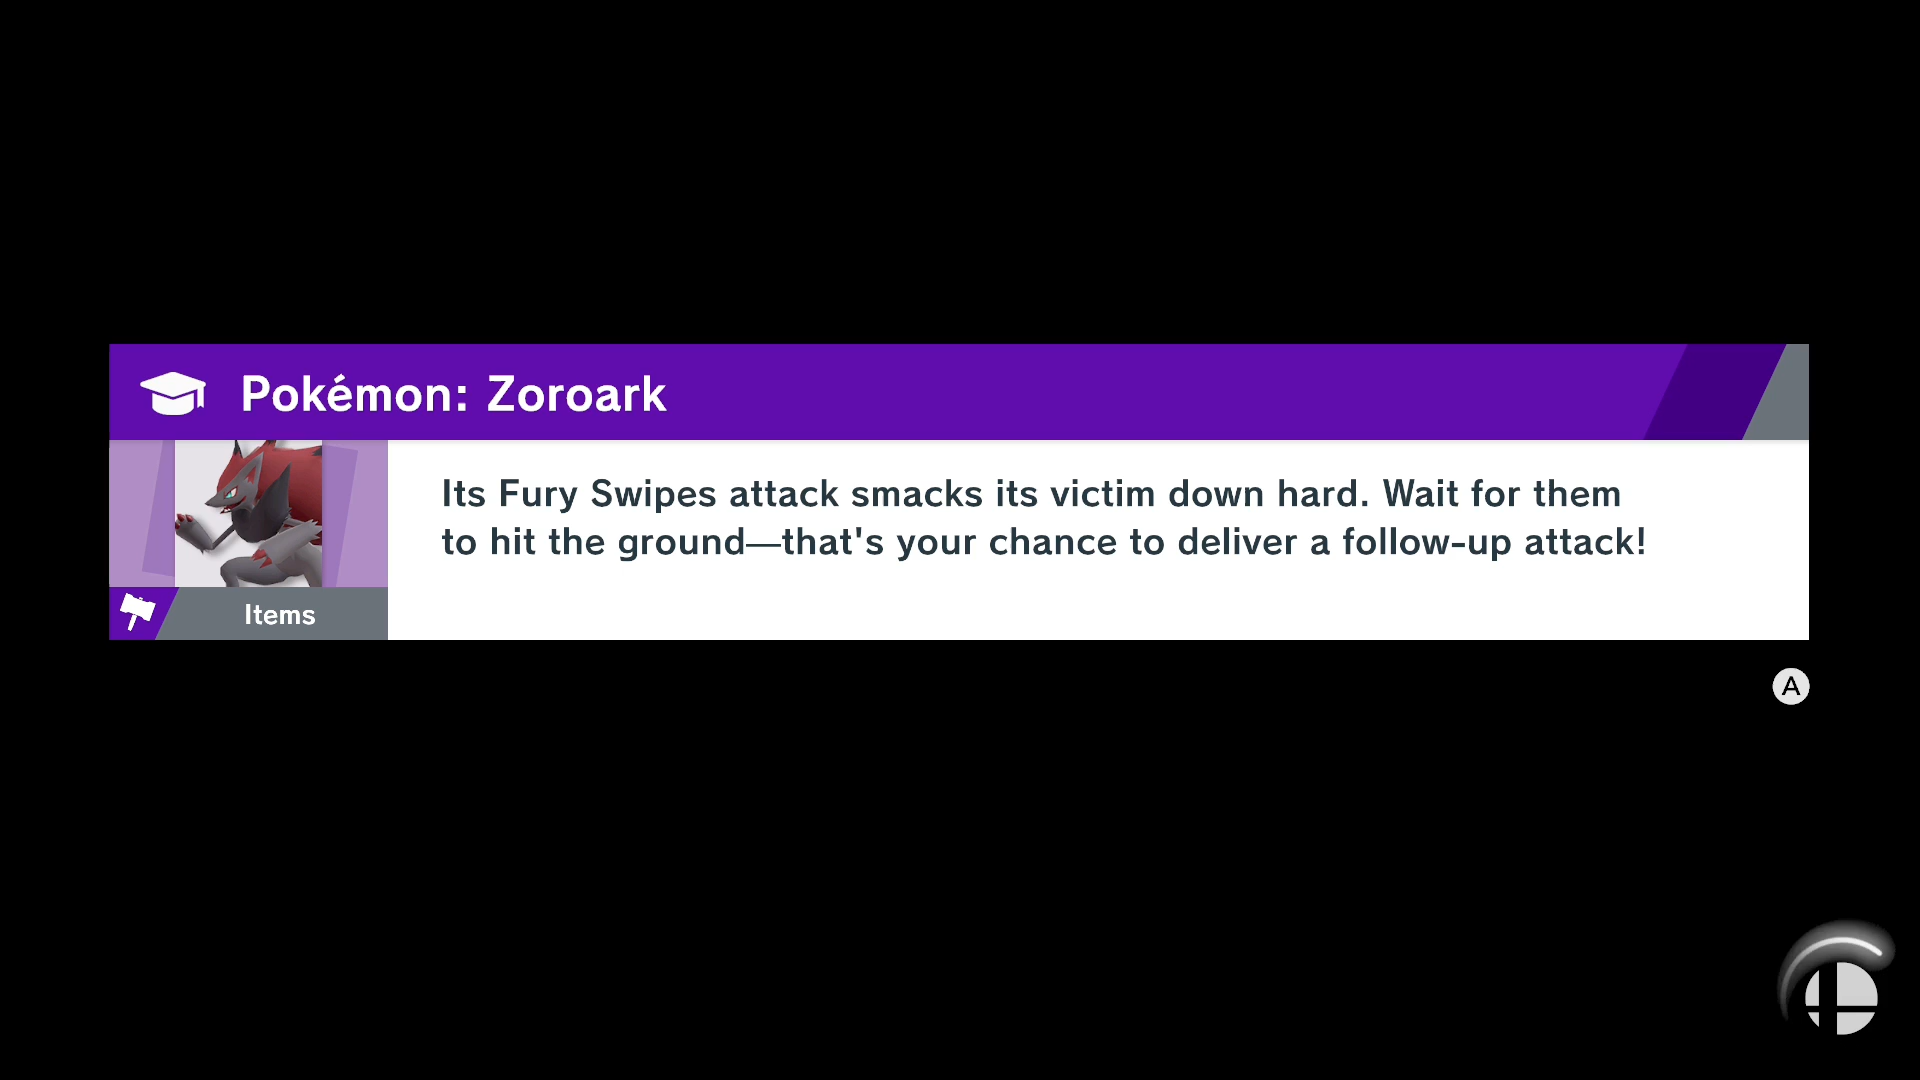 Pokémon: Zoroark
Its Fury Swipes attack smacks its victim down hard. Wait for them
to hit the ground—that's your chance to deliver a follow-up attack!
Items
A